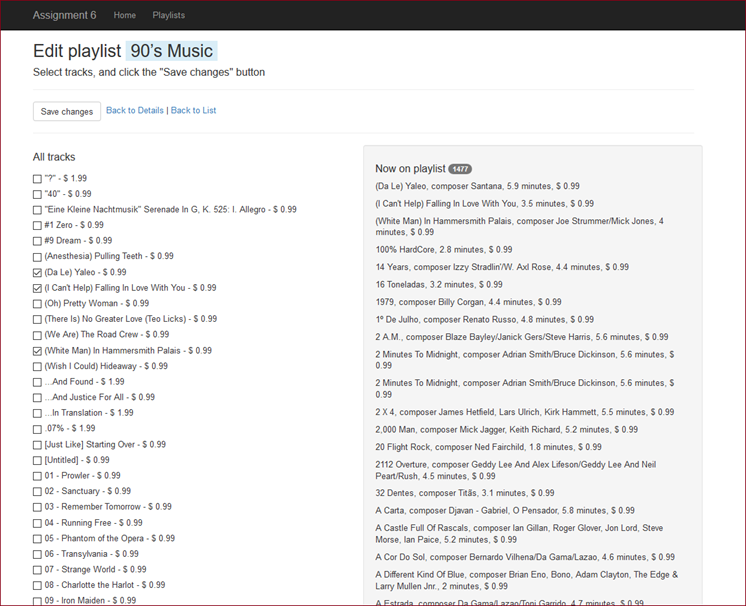 Assignment 6 Home Playlists
Edit playlist 90's Music
Select tracks, and click the "Save changes" button
Save changes Back to Details | Back to List
All tracks
"?" - $ 1.99
"40" - $ 0.99
"Eine Kleine Nachtmusik" Serenade In G, K. 525: I. Allegro - $ 0.99
#1 Zero - $ 0.99
#9 Dream - $ 0.99
(Anesthesia) Pulling Teeth - $ 0.99
(Da Le) Yaleo - $ 0.99
(I Can't Help) Falling In Love With You - $ 0.99
(Oh) Pretty Woman - $ 0.99
(There Is) No Greater Love (Teo Licks) - $ 0.99
(We Are) The Road Crew - $ 0.99
(White Man) In Hammersmith Palais - $ 0.99
(Wish I Could) Hideaway - $ 0.99
...And Found - $ 1.99
...And Justice For All - $ 0.99
...In Translation - $ 1.99
.07% - $ 1.99
[Just Like] Starting Over - $ 0.99
[Untitled] - $ 0.99
01 - Prowler - $ 0.99
02 - Sanctuary - $ 0.99
03 - Remember Tomorrow - $ 0.99
04 - Running Free - $ 0.99
05 - Phantom of the Opera - $ 0.99
06 - Transylvania - $ 0.99
07 - Strange World - $ 0.99
08 - Charlotte the Harlot - $ 0.99
09 - Iron Maiden - $ 0.99
Now on playlist 1477
(Da Le) Yaleo, composer Santana, 5.9 minutes, $ 0.99
(I Can't Help) Falling In Love With You, 3.5 minutes, $ 0.99
(White Man) In Hammersmith Palais, composer Joe Strummer/Mick Jones, 4
minutes, $ 0.99
100% HardCore, 2.8 minutes, $ 0.99
14 Years, composer Izzy Stradlin'/W. Axl Rose, 4.4 minutes, $ 0.99
16 Toneladas, 3.2 minutes, $ 0.99
1979, composer Billy Corgan, 4.4 minutes, $ 0.99
1º De Julho, composer Renato Russo, 4.8 minutes, $ 0.99
2 A.M., composer Blaze Bayley/Janick Gers/Steve Harris, 5.6 minutes, $ 0.99
2 Minutes To Midnight, composer Adrian Smith/Bruce Dickinson, 5.6 minutes, $
0.99
2 Minutes To Midnight, composer Adrian Smith/Bruce Dickinson, 5.6 minutes, $
0.99
2 X 4, composer James Hetfield, Lars Ulrich, Kirk Hammett, 5.5 minutes, $ 0.99
2,000 Man, composer Mick Jagger, Keith Richard, 5.2 minutes, $ 0.99
20 Flight Rock, composer Ned Fairchild, 1.8 minutes, $ 0.99
2112 Overture, composer Geddy Lee And Alex Lifeson/Geddy Lee And Neil
Peart/Rush, 4.5 minutes, $ 0.99
32 Dentes, composer Titãs, 3.1 minutes, $ 0.99
A Carta, composer Djavan - Gabriel, O Pensador, 5.8 minutes, $ 0.99
A Castle Full Of Rascals, composer Ian Gillan, Roger Glover, Jon Lord, Steve
Morse, Ian Paice, 5.2 minutes, $ 0.99
A Cor Do Sol, composer Bernardo Vilhena/Da Gama/Lazao, 4.6 minutes, $ 0.99
A Different Kind Of Blue, composer Brian Eno, Bono, Adam Clayton, The Edge &
Larry Mullen Jnr., 2 minutes, $ 0.99
A Estrada, composer Da Gama/Lazao/Toni Garrido, 4.7 minutes, $ 0.99